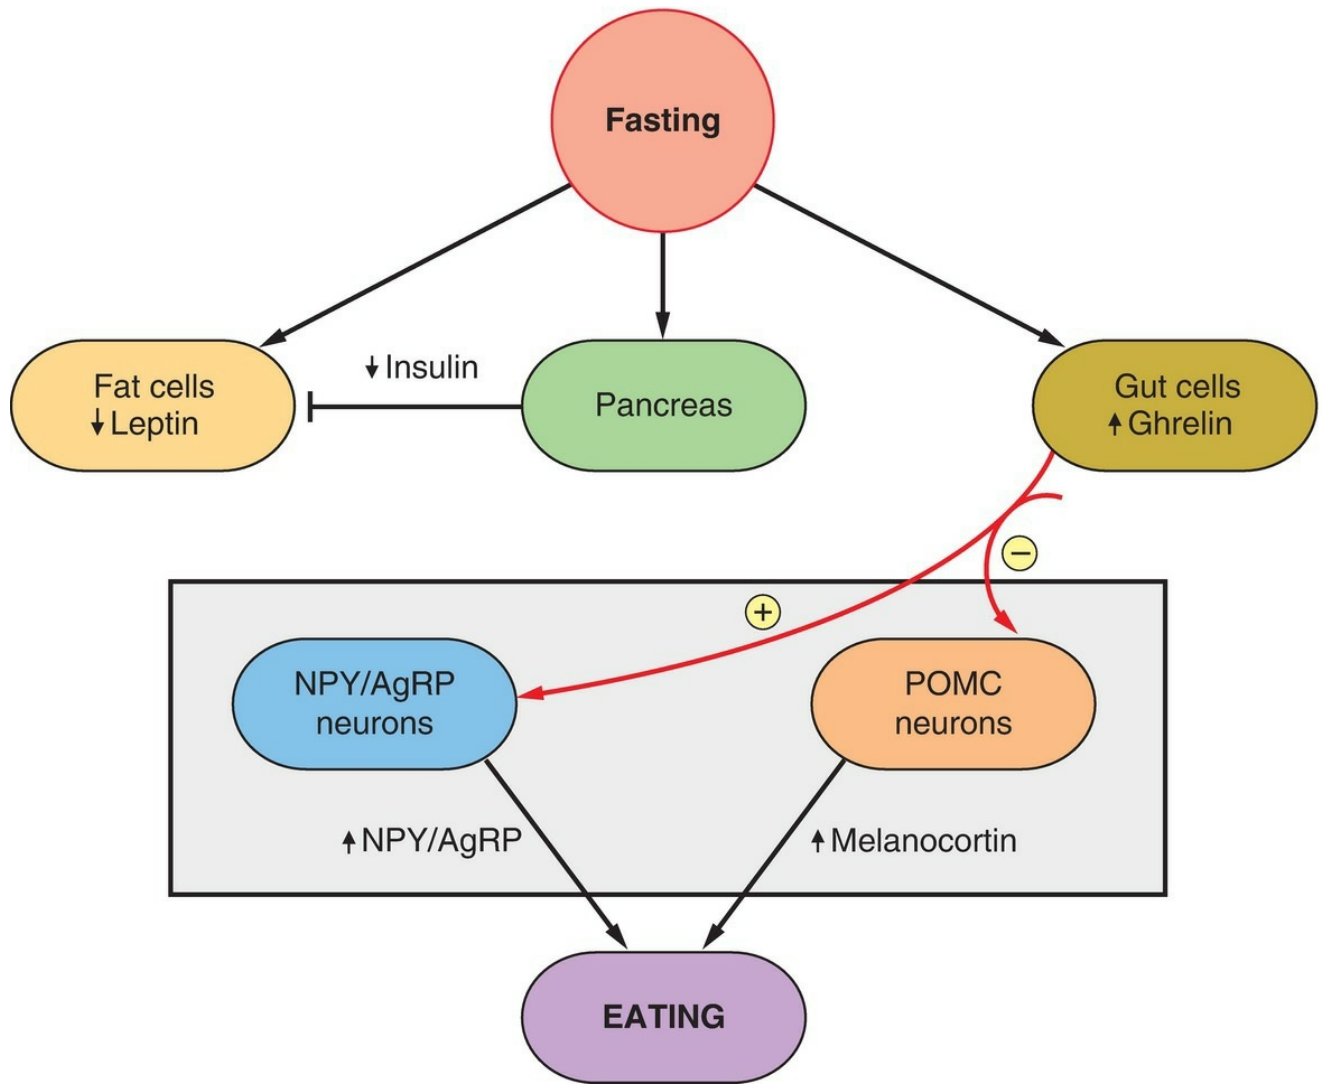 Fasting
↓ Insulin
Fat cells
↓ Leptin
Pancreas
Gut cells
↑ Ghrelin
−
+
NPY/AgRP
neurons
POMC
neurons
↑ NPY/AgRP
↑ Melanocortin
EATING